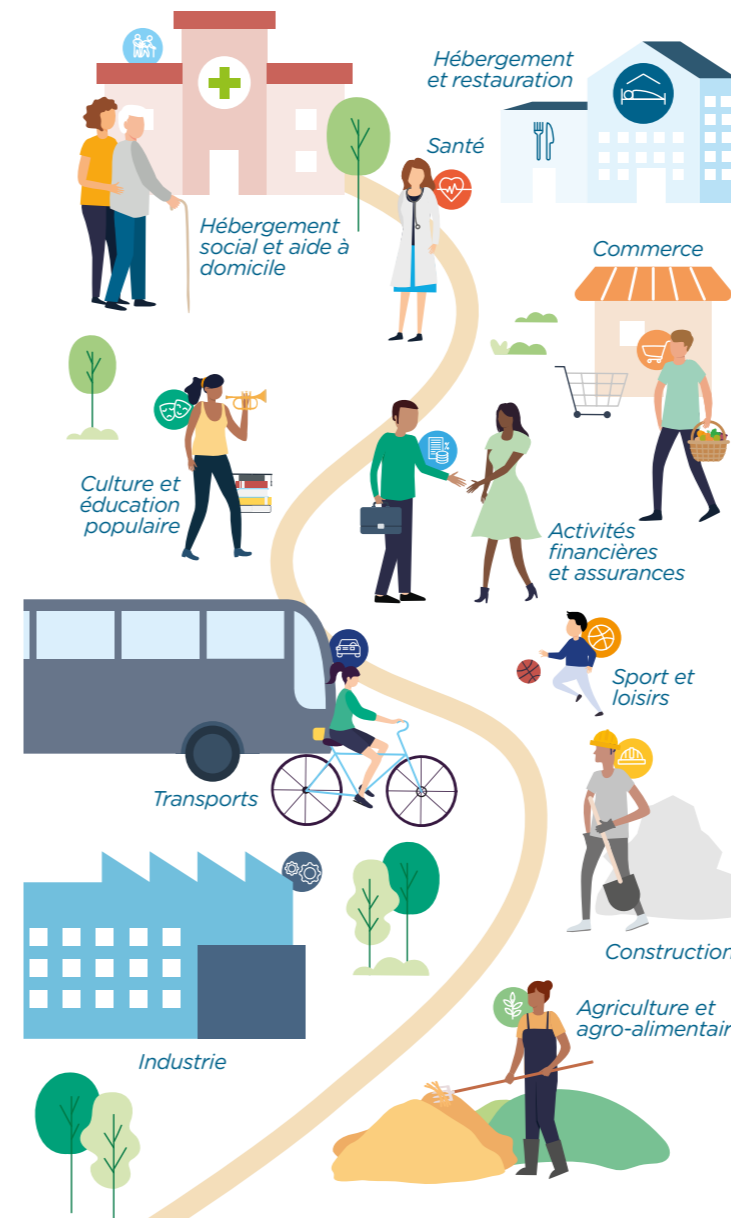 Hébergement
et restauration
Santé
Hébergement
social et aide à
domicile
Commerce
Culture et
éducation
populaire
Activités
financières
et assurances
Sport et
loisirs
Transports
Construction
Agriculture et
agro-alimentair
Industrie